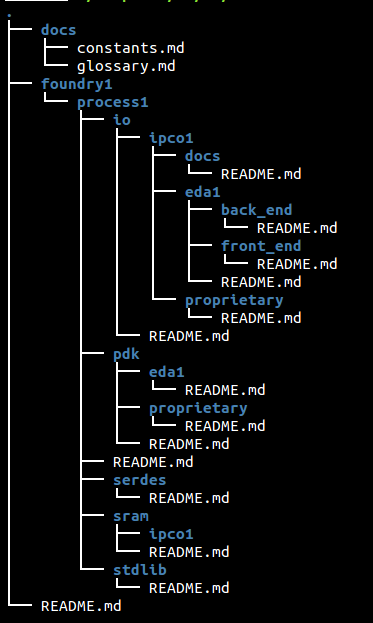 .
docs
constants.md
glossary.md
foundry1
process1
io
ipco1
docs
README.md
eda1
back_end
README.md
front_end
README.md
README.md
proprietary
README.md
README.md
pdk
eda1
README.md
proprietary
README.md
README.md
README.md
serdes
README.md
sram
ipco1
README.md
stdlib
README.md
README.md